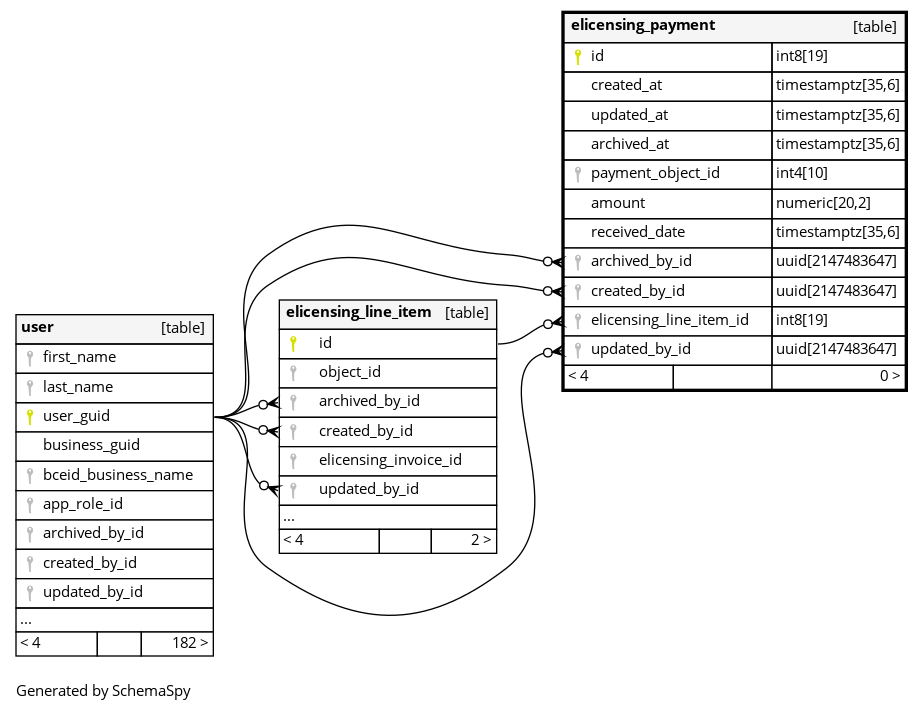 elicensing_payment [table]
id int8[19]
created_at timestamptz[35,6]
updated_at timestamptz[35,6]
archived_at timestamptz[35,6]
payment_object_id int4[10]
amount numeric[20,2]
received_date timestamptz[35,6]
archived_by_id uuid[2147483647]
created_by_id uuid[2147483647]
elicensing_line_item_id int8[19]
updated_by_id uuid[2147483647]
< 4 0 >
elicensing_line_item [table]
id
object_id
archived_by_id
created_by_id
elicensing_invoice_id
updated_by_id
...
< 4 2 >
user [table]
first_name
last_name
user_guid
business_guid
bceid_business_name
app_role_id
archived_by_id
created_by_id
updated_by_id
...
< 4 182 >
Generated by SchemaSpy